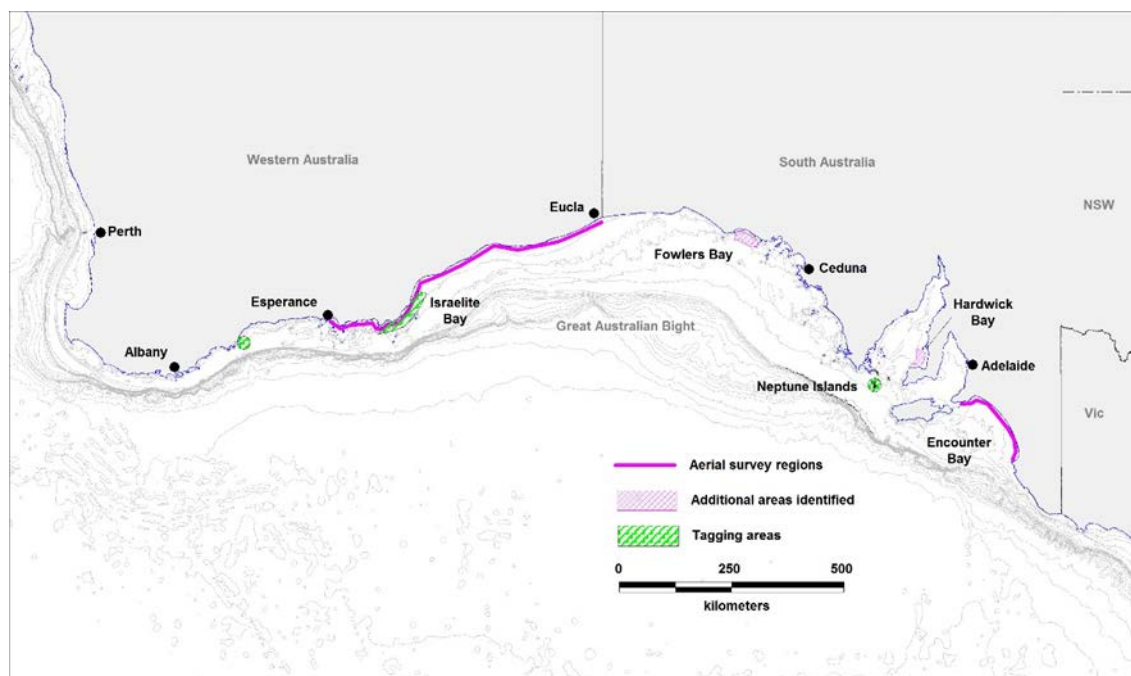 Western Australia
South Australia
NSW
Eucla
Perth
Fowlers Bay
Ceduna
Esperance
Israelite
Bay
Hardwick
Bay
Great Australian Bight
Albany
Adelaide
Neptune Islands
Vic
Encounter
Bay
Aerial survey regions
Additional areas identified
Tagging areas
0 250 500
kilometers